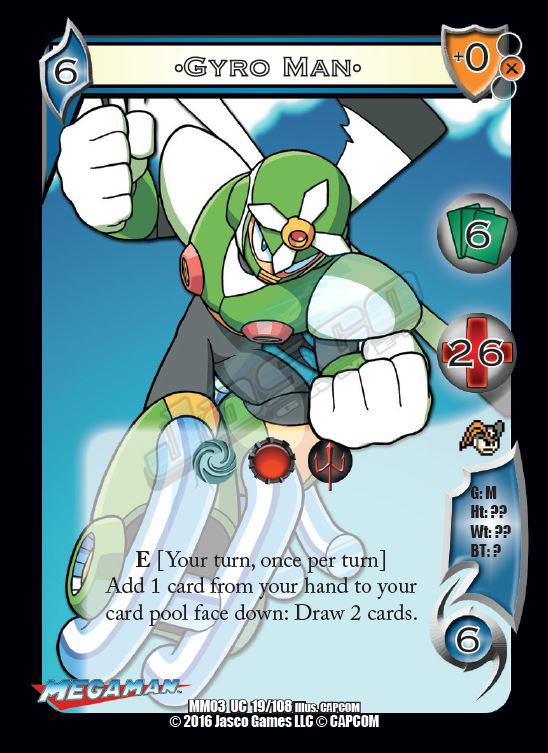 6
•GYRO MAN•
+0
6
26
G: M
Ht: ??
Wt: ??
BT: ?
E [Your turn, once per turn]
Add 1 card from your hand to your
card pool face down: Draw 2 cards.
6
MEGAMAN™
MM03 UC 19/108 Illus. CAPCOM
© 2016 Jasco Games LLC © CAPCOM